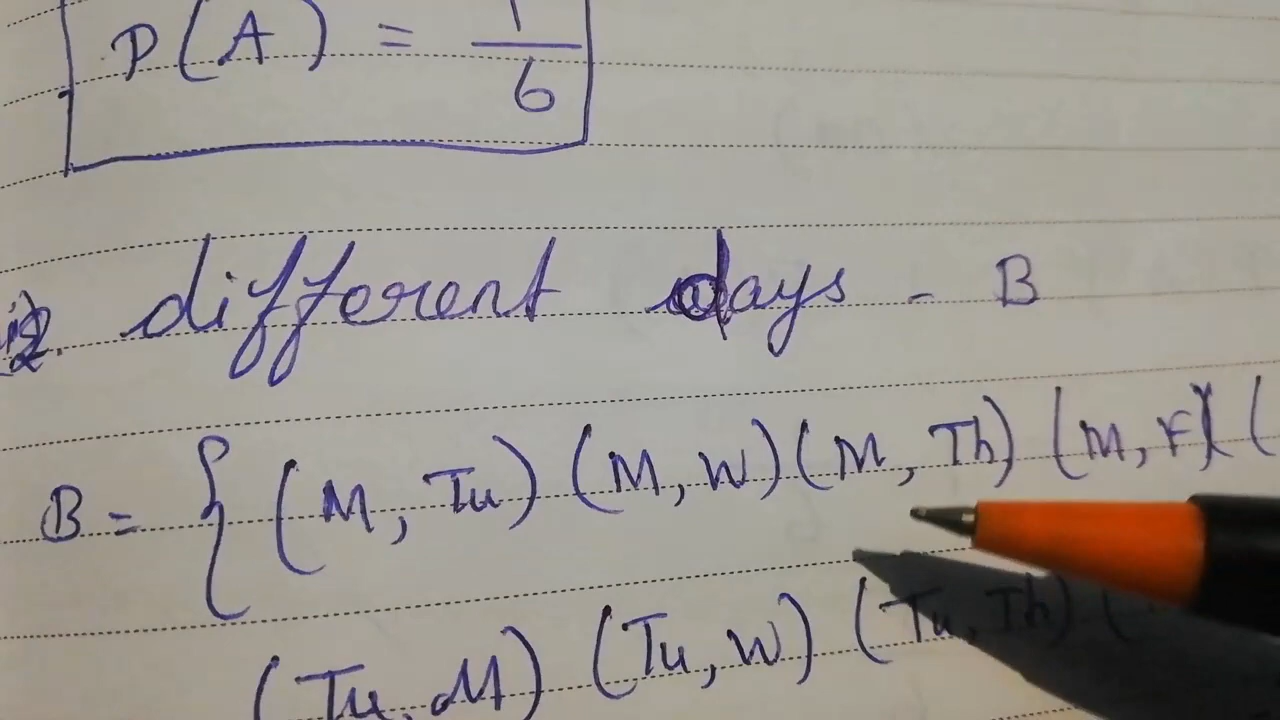 P(A) = 1/6
different days - B
B = { (M, Tu) (M, W) (M, Th) (M, F) (
(Tu, M) (Tu, W) (Tu, Th) (